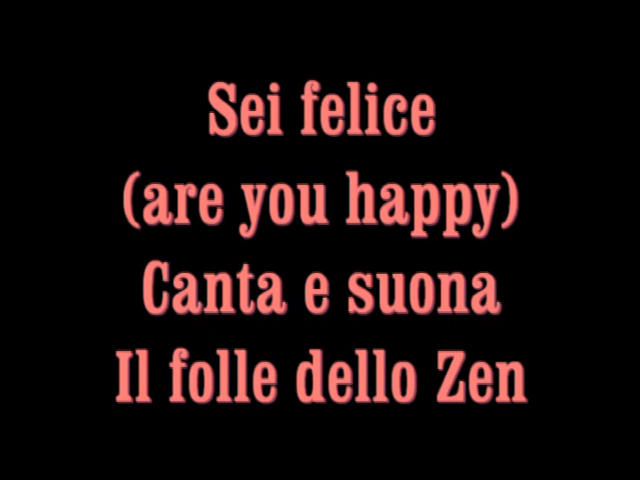 Sei felice
(are you happy)
Canta e suona
Il folle dello Zen